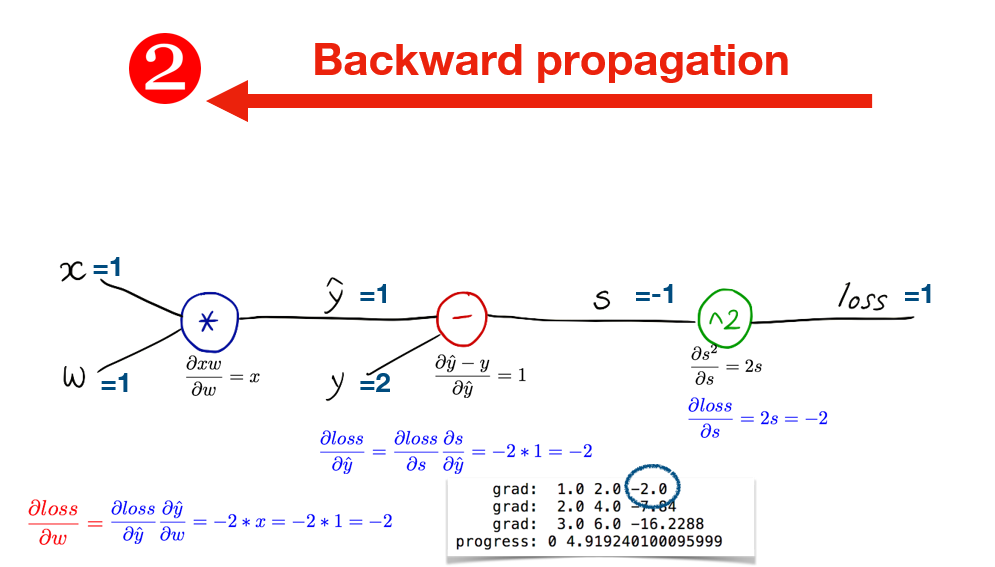 2 Backward propagation
x =1
ŷ =1
s =-1
loss =1
*
−
^2
w =1
y =2
∂xw/∂w = x
∂ŷ − y/∂ŷ = 1
∂s²/∂s = 2s
∂loss/∂s = 2s = −2
∂loss/∂ŷ = ∂loss/∂s ∂s/∂ŷ = −2 * 1 = −2
∂loss/∂w = ∂loss/∂ŷ ∂ŷ/∂w = −2 * x = −2 * 1 = −2
grad: 1.0 2.0 -2.0
grad: 2.0 4.0 -7.84
grad: 3.0 6.0 -16.2288
progress: 0 4.919240100095999